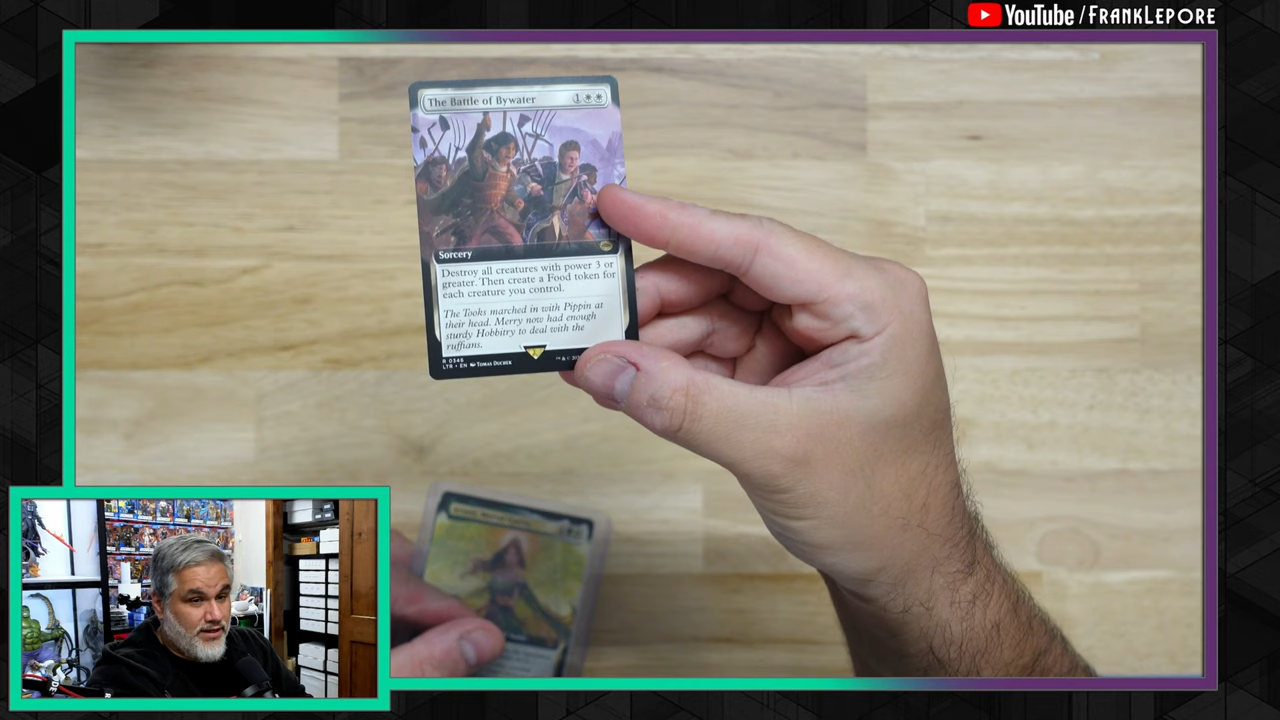 YouTube /FrankLepore
The Battle of Bywater 1
Sorcery
Destroy all creatures with power 3 or
greater. Then create a Food token for
each creature you control.
The Tooks marched in with Pippin at
their head. Merry now had enough
sturdy Hobbitry to deal with the
ruffians.
R 0346
LTR • EN Tomas Duchek